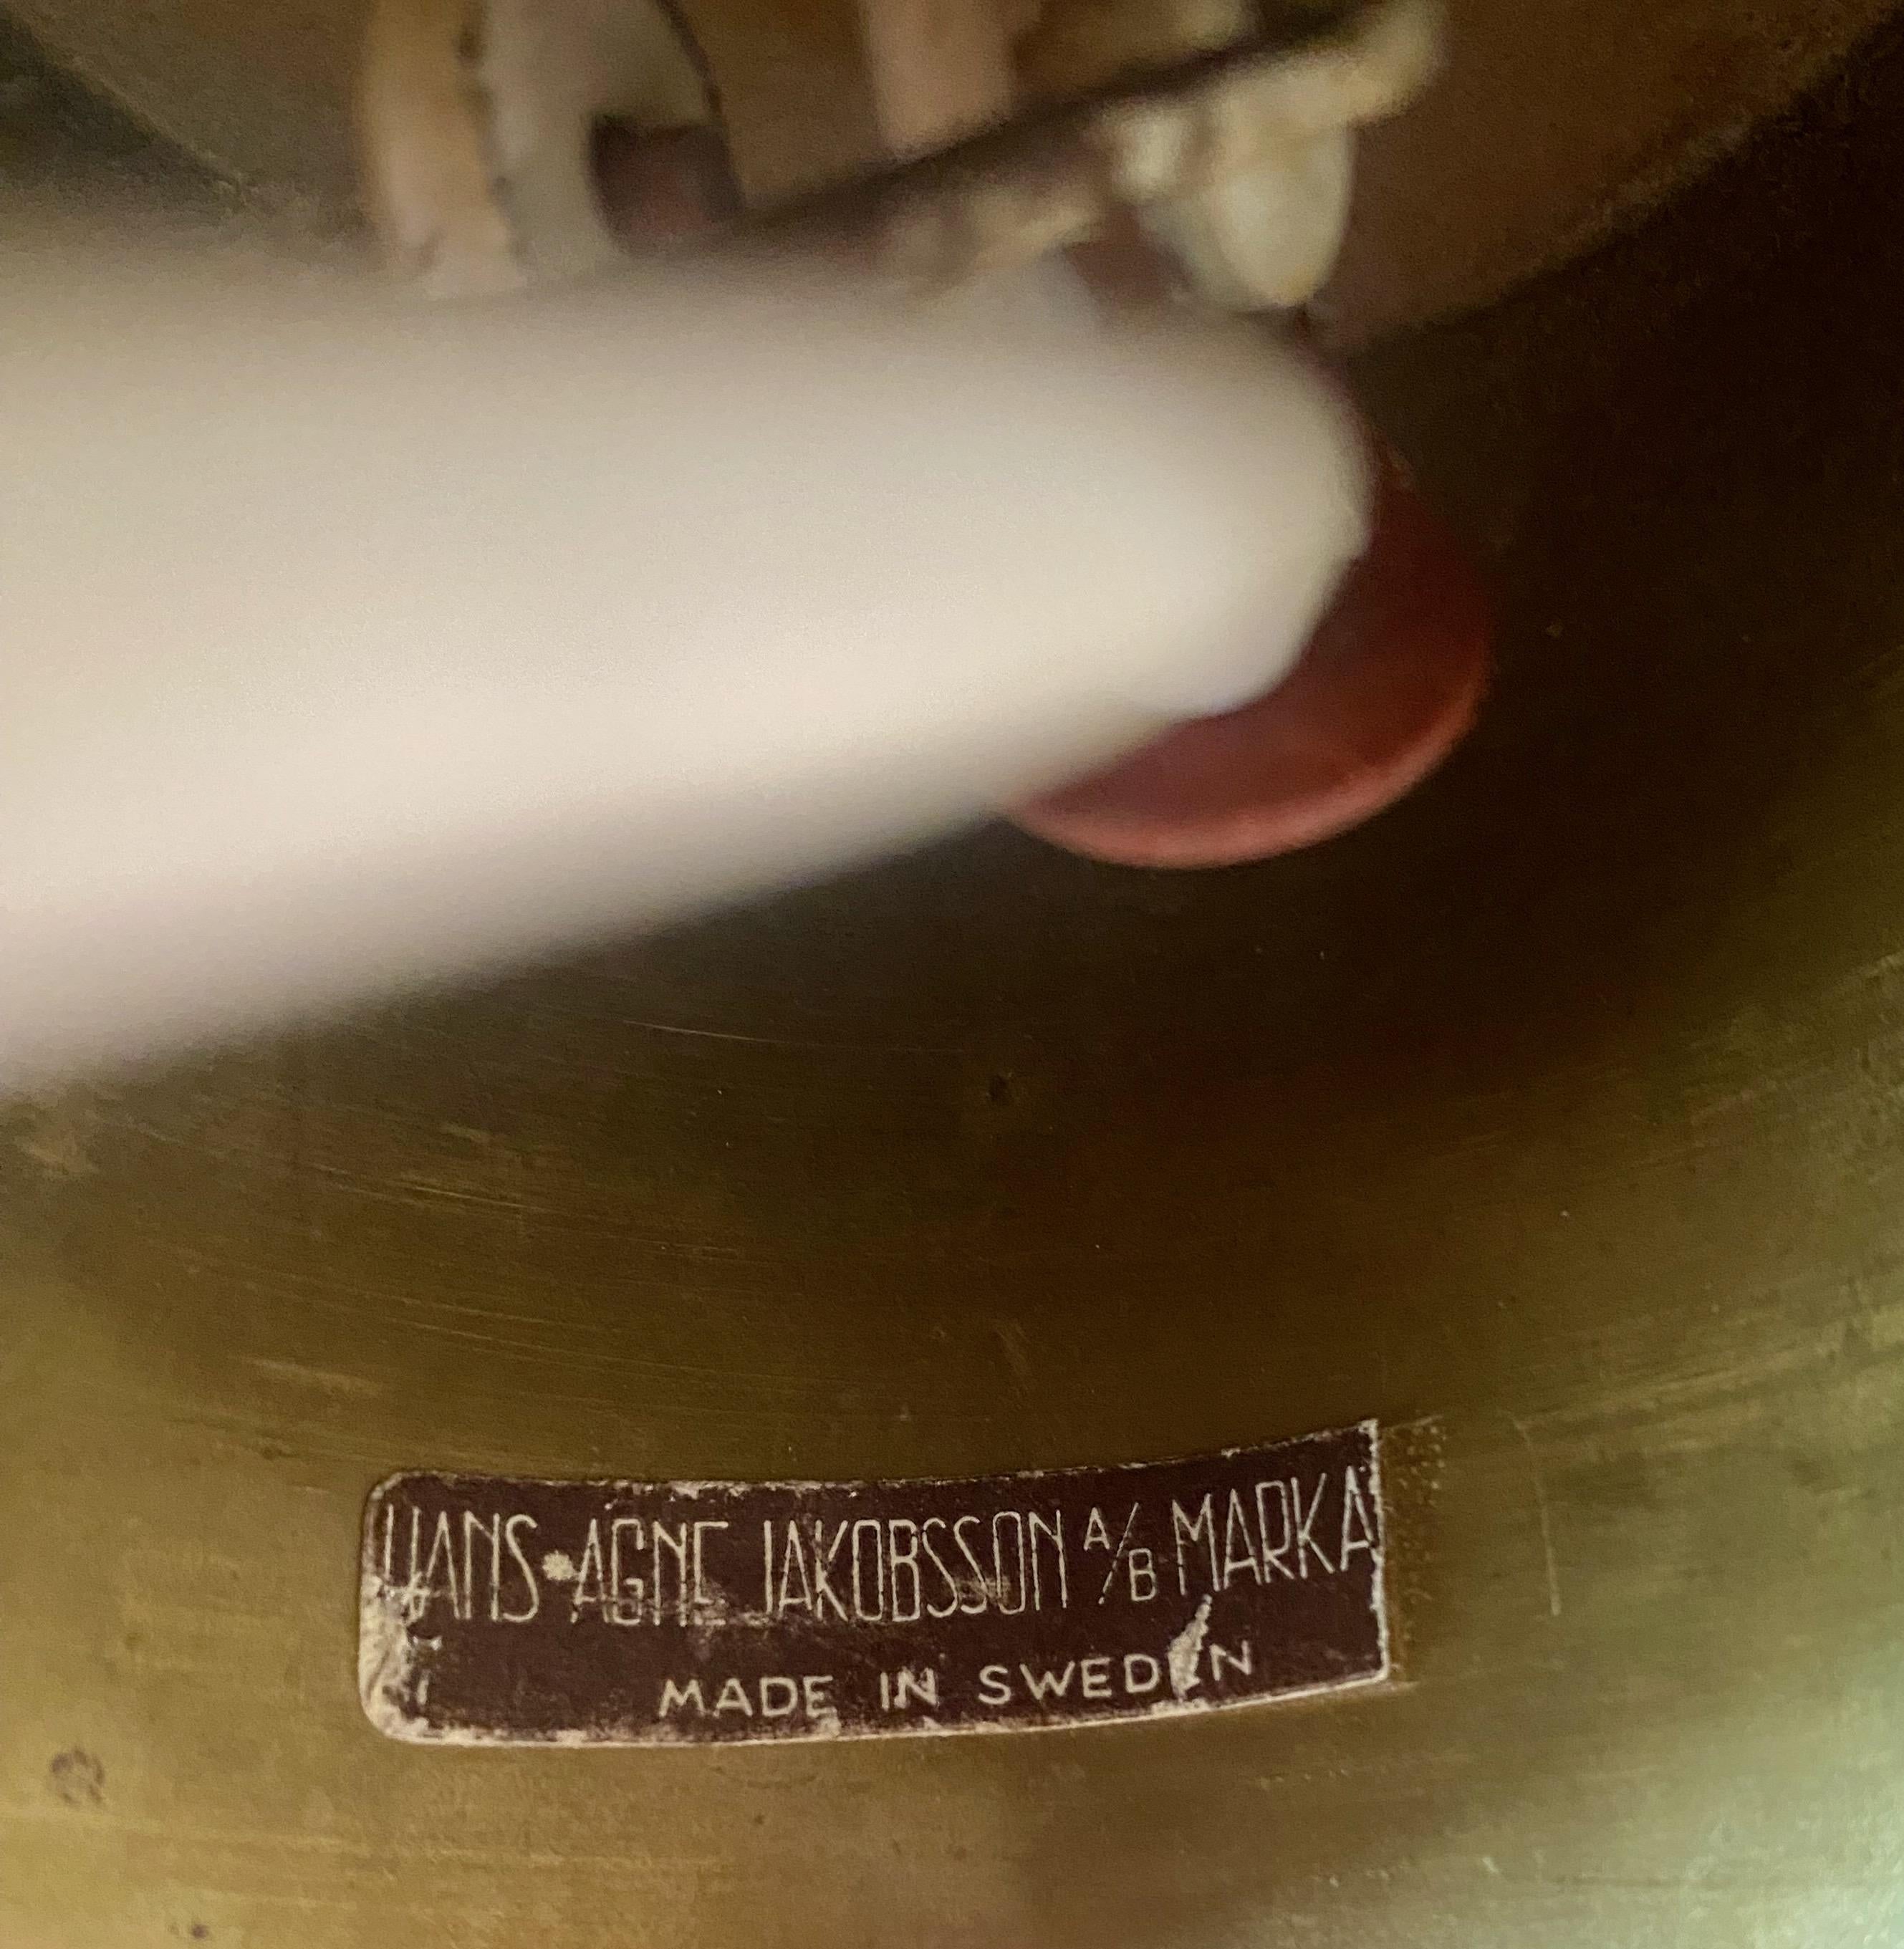 HANS-AGNE JAKOBSSON A/B MARKA
MADE IN SWEDEN